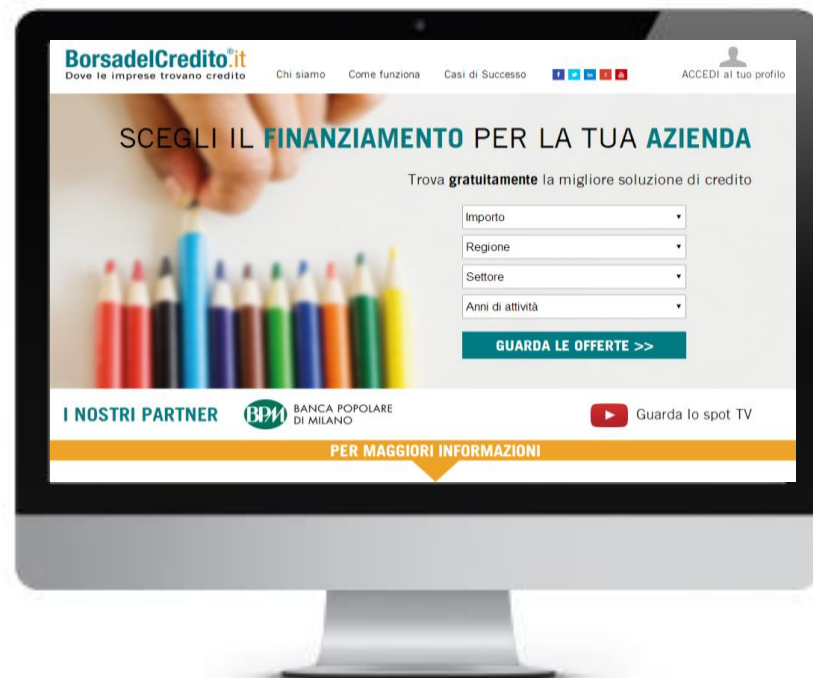 BorsadelCredito®.it
Dove le imprese trovano credito
Chi siamo Come funziona Casi di Successo
ACCEDI al tuo profilo
SCEGLI IL FINANZIAMENTO PER LA TUA AZIENDA
Trova gratuitamente la migliore soluzione di credito
Importo
Regione
Settore
Anni di attività
GUARDA LE OFFERTE >>
I NOSTRI PARTNER
BPM
BANCA POPOLARE
DI MILANO
Guarda lo spot TV
PER MAGGIORI INFORMAZIONI